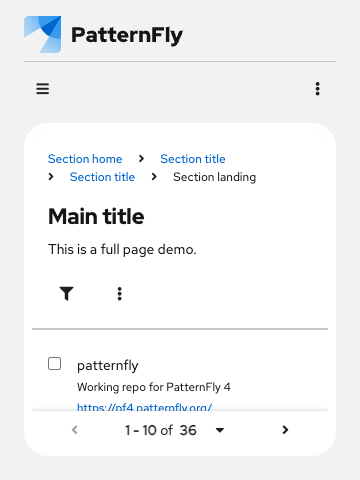 PatternFly
Section home Section title
Section title Section landing
Main title
This is a full page demo.
patternfly
Working repo for PatternFly 4
https://pf4.patternfly.org/
1 - 10 of 36